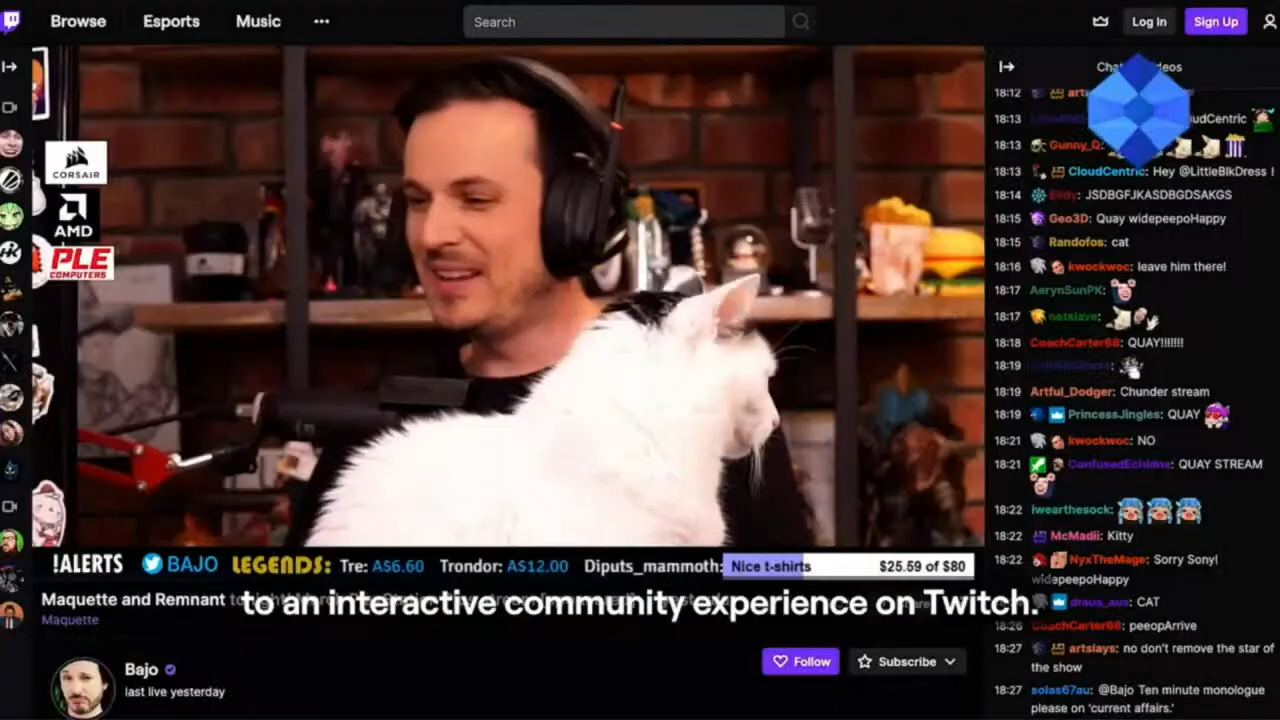 Browse
Esports
Music
•••
Search
Log In
Sign Up
18:12
18:13 udCentric
CORSAIR
18:13 Gunny_Q:
18:13 CloudCentric: Hey @LittleBlkDress !
18:14 JSDBGFJKASDBGDSAKGS
AMD
18:15 Geo3D: Quay widepeepoHappy
18:15 Randofos: cat
PLE
COMPUTERS
18:16 kwockwoc: leave him there!
18:17 AerynSunPK:
18:17 netslave:
18:18 CoachCarter68: QUAY!!!!!!!
18:19
18:19 Artful_Dodger: Chunder stream
18:19 PrincessJingles: QUAY
18:21 kwockwoc: NO
18:21 ConfusedEchidna: QUAY STREAM
18:22 iwearthesock:
18:22 McMadii: Kitty
18:22 NyxTheMage: Sorry Sony!
widepeepoHappy
draus_aus: CAT
18:26 CoachCarter68: peeopArrive
18:27 artslays: no don't remove the star of
the show
18:27 solas67au: @Bajo Ten minute monologue
please on 'current affairs.'
!ALERTS
BAJO
LEGENDS:
Tre: A$6.60
Trondor: A$12.00
Diputs_mammoth:
Nice t-shirts
$25.59 of $80
Maquette and Remnant
to an interactive community experience on Twitch.
Maquette
Bajo
last live yesterday
Follow
Subscribe